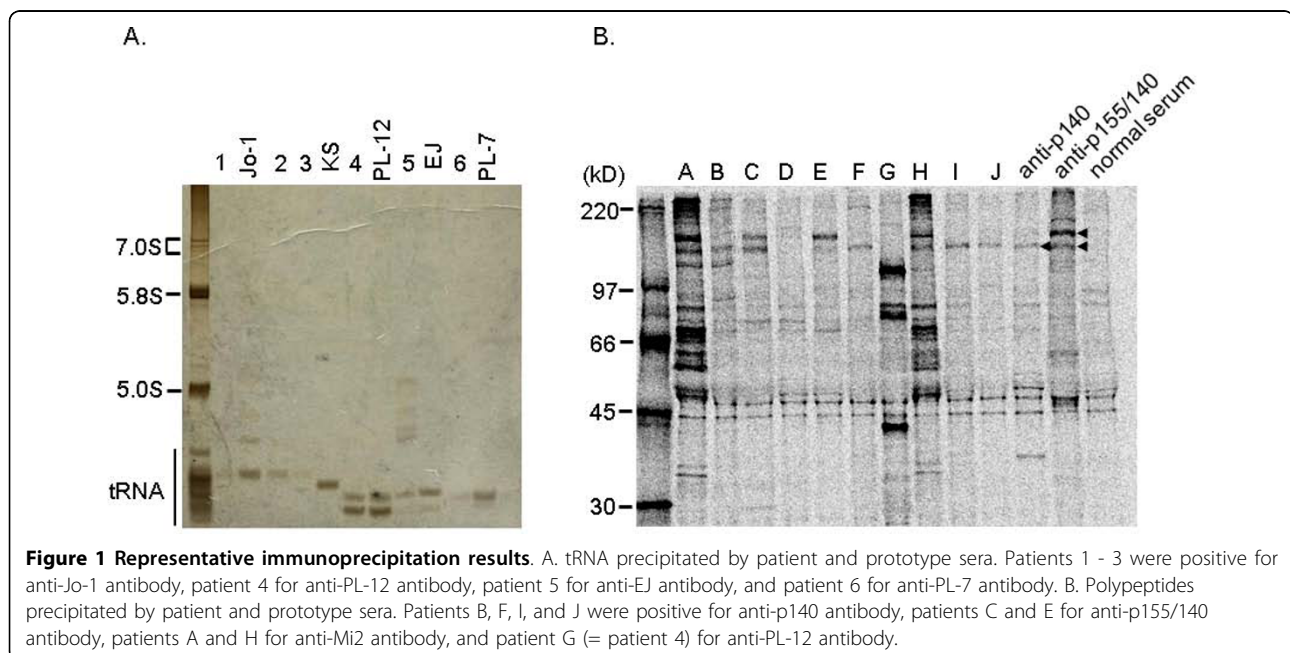 A.
B.
1 Jo-1 2 3 KS 4 PL-12 5 EJ 6 PL-7
7.0S
5.8S
5.0S
tRNA
(kD) A B C D E F G H I J anti-p140 anti-p155/140 normal serum
220
97
66
45
30
Figure 1 Representative immunoprecipitation results. A. tRNA precipitated by patient and prototype sera. Patients 1 - 3 were positive for
anti-Jo-1 antibody, patient 4 for anti-PL-12 antibody, patient 5 for anti-EJ antibody, and patient 6 for anti-PL-7 antibody. B. Polypeptides
precipitated by patient and prototype sera. Patients B, F, I, and J were positive for anti-p140 antibody, patients C and E for anti-p155/140
antibody, patients A and H for anti-Mi2 antibody, and patient G (= patient 4) for anti-PL-12 antibody.